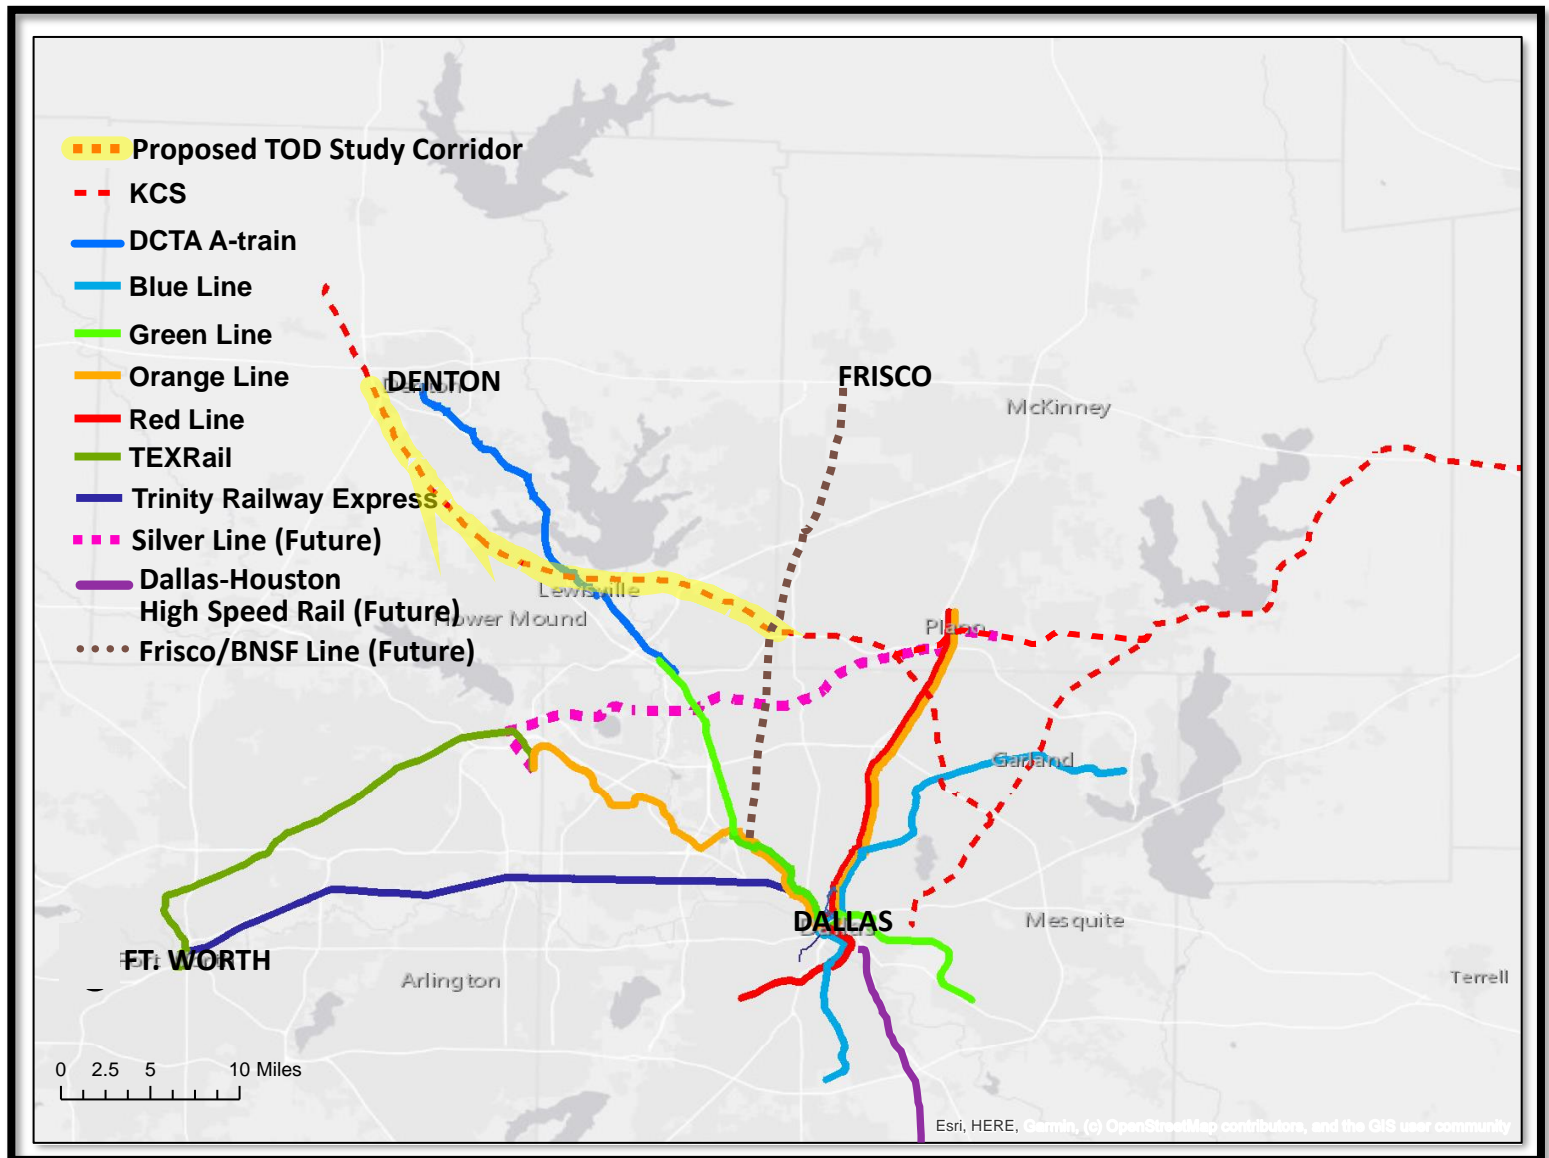 Proposed TOD Study Corridor
KCS
DCTA A-train
Blue Line
Green Line
Orange Line
Red Line
TEXRail
Trinity Railway Express
Silver Line (Future)
Dallas-Houston
High Speed Rail (Future)
Frisco/BNSF Line (Future)
DENTON
FRISCO
McKinney
Lewisville
Flower Mound
Plano
Garland
DALLAS
Mesquite
FT. WORTH
Arlington
Terrell
0 2.5 5 10 Miles
Esri, HERE, Garmin, (c) OpenStreetMap contributors, and the GIS user community